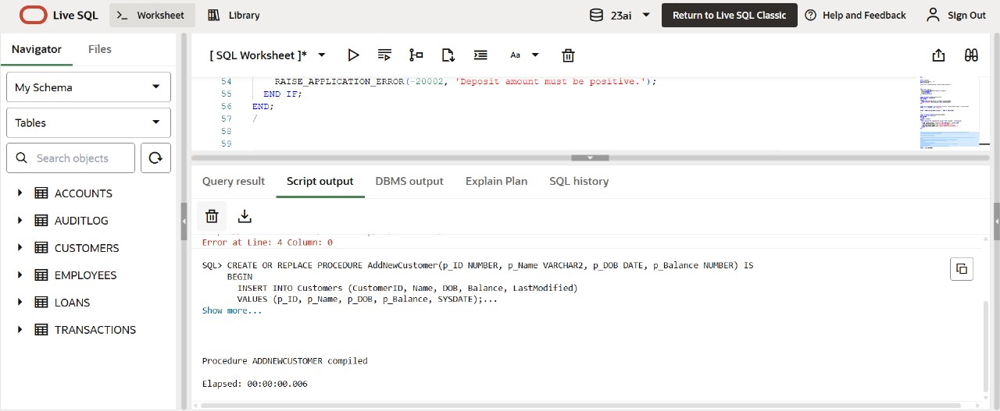 Live SQL
Worksheet
Library
23ai
Return to Live SQL Classic
Help and Feedback
Sign Out
Navigator
Files
My Schema
Tables
Search objects
ACCOUNTS
AUDITLOG
CUSTOMERS
EMPLOYEES
LOANS
TRANSACTIONS
[ SQL Worksheet ]*
Aa
54 RAISE_APPLICATION_ERROR(-20002, 'Deposit amount must be positive.');
55 END IF;
56 END;
57 /
58
59
Query result
Script output
DBMS output
Explain Plan
SQL history
Error at Line: 4 Column: 0
SQL> CREATE OR REPLACE PROCEDURE AddNewCustomer(p_ID NUMBER, p_Name VARCHAR2, p_DOB DATE, p_Balance NUMBER) IS
BEGIN
INSERT INTO Customers (CustomerID, Name, DOB, Balance, LastModified)
VALUES (p_ID, p_Name, p_DOB, p_Balance, SYSDATE);...
Show more...
Procedure ADDNEWCUSTOMER compiled
Elapsed: 00:00:00.006